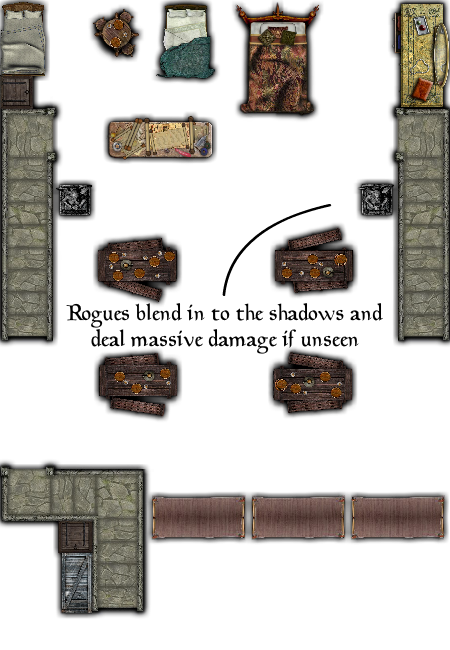 Rogues blend in to the shadows and
deal massive damage if unseen